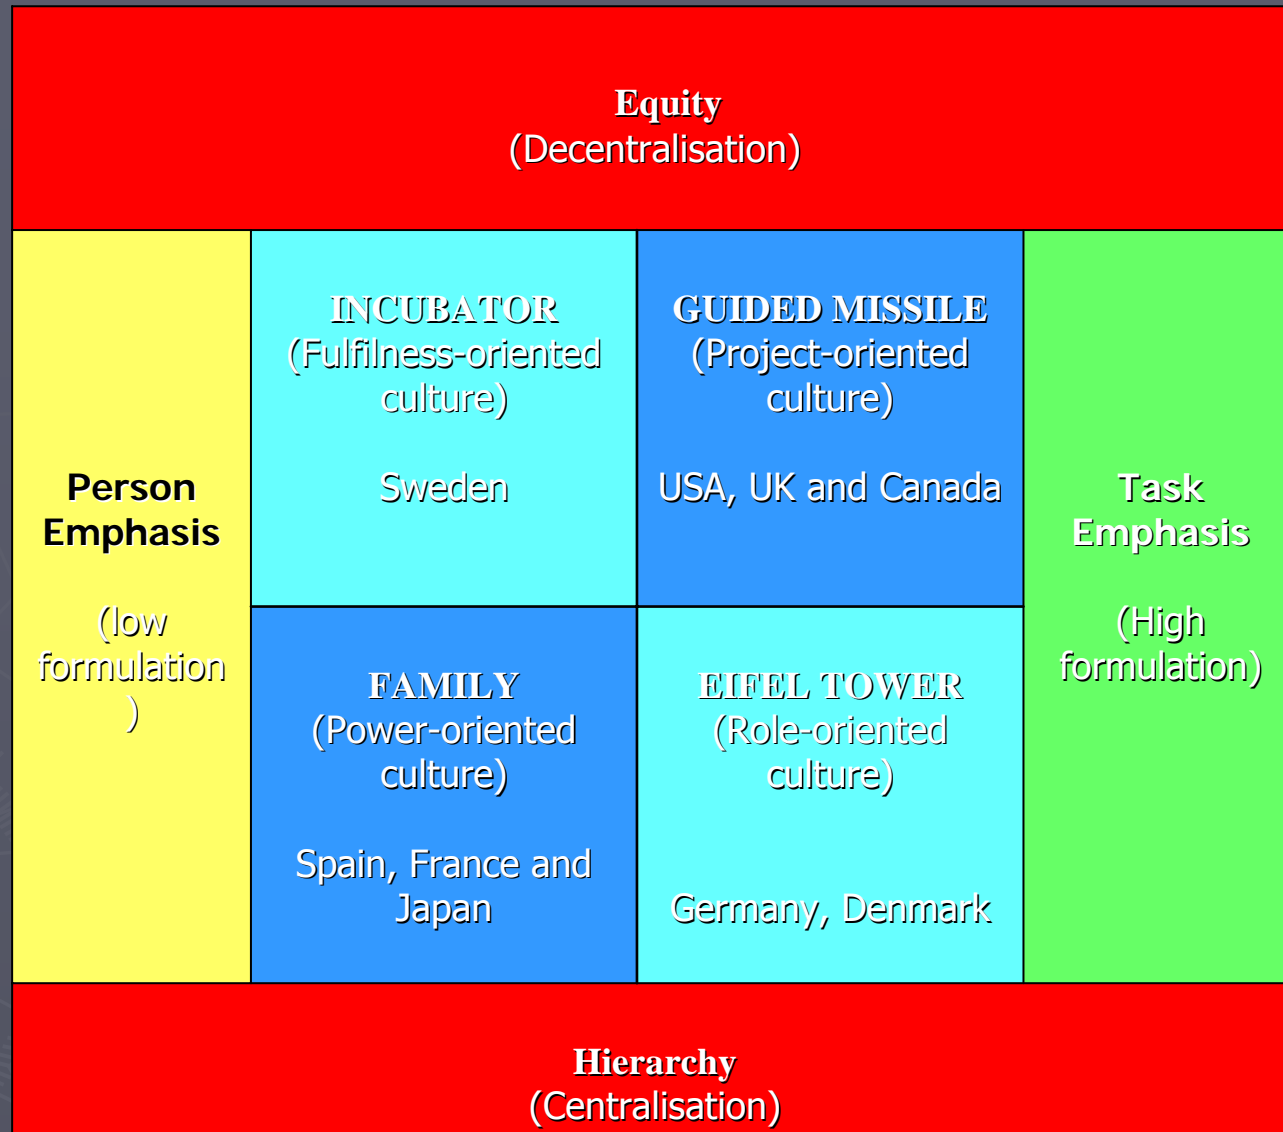 Equity
(Decentralisation)
INCUBATOR
(Fulfilness-oriented
culture)
Sweden
GUIDED MISSILE
(Project-oriented
culture)
USA, UK and Canada
Person
Emphasis
(low
formulation
)
Task
Emphasis
(High
formulation)
FAMILY
(Power-oriented
culture)
Spain, France and
Japan
EIFEL TOWER
(Role-oriented
culture)
Germany, Denmark
Hierarchy
(Centralisation)